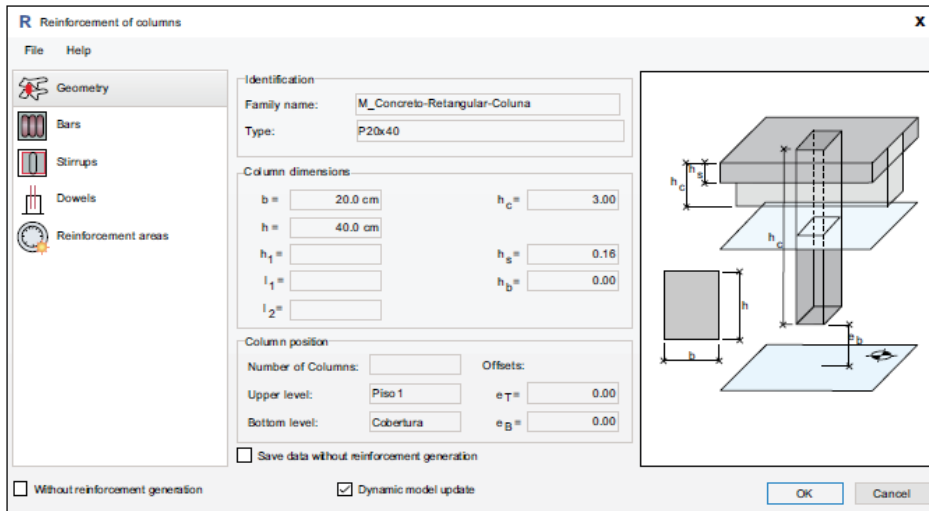 R Reinforcement of columns X
File Help
Geometry
Bars
Stirrups
Dowels
Reinforcement areas
Identification
Family name: M_Concreto-Retangular-Coluna
Type: P20x40
Column dimensions
b = 20.0 cm hc = 3.00
h = 40.0 cm
h1=
hs= 0.16
l1=
hb= 0.00
l2=
Column position
Number of Columns: Offsets:
Upper level: Piso 1 eT= 0.00
Bottom level: Cobertura eB= 0.00
Save data without reinforcement generation
hs
hc
hc
h
b
eb
Without reinforcement generation Dynamic model update OK Cancel